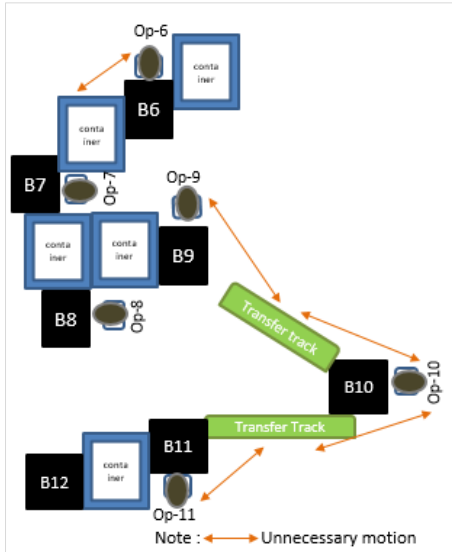 Op-6
conta
iner
B6
conta
iner
B7
Op-7
Op-9
conta
iner
conta
iner
B9
B8
Op-8
Transfer track
B10
Op-10
Transfer Track
B11
conta
iner
B12
Op-11
Note : Unnecessary motion